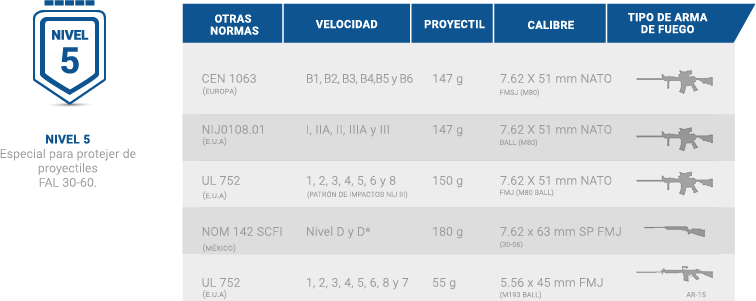 NIVEL
5
NIVEL 5
Especial para protejer de
proyectiles
FAL 30-60.
OTRAS
NORMAS
VELOCIDAD
PROYECTIL
CALIBRE
TIPO DE ARMA
DE FUEGO
CEN 1063
(EUROPA)
B1, B2, B3, B4,B5 y B6
147 g
7.62 X 51 mm NATO
FMSJ (M80)
NIJ0108.01
(E.U.A)
I, IIA, II, IIIA y III
147 g
7.62 X 51 mm NATO
BALL (M80)
UL 752
(E.U.A)
1, 2, 3, 4, 5, 6 y 8
(PATRÓN DE IMPACTOS NIJ III)
150 g
7.62 X 51 mm NATO
FMJ (M80 BALL)
NOM 142 SCFI
(MÉXICO)
Nivel D y D*
180 g
7.62 x 63 mm SP FMJ
(30-06)
UL 752
(E.U.A)
1, 2, 3, 4, 5, 6, 8 y 7
55 g
5.56 x 45 mm FMJ
(M193 BALL)
AR-15